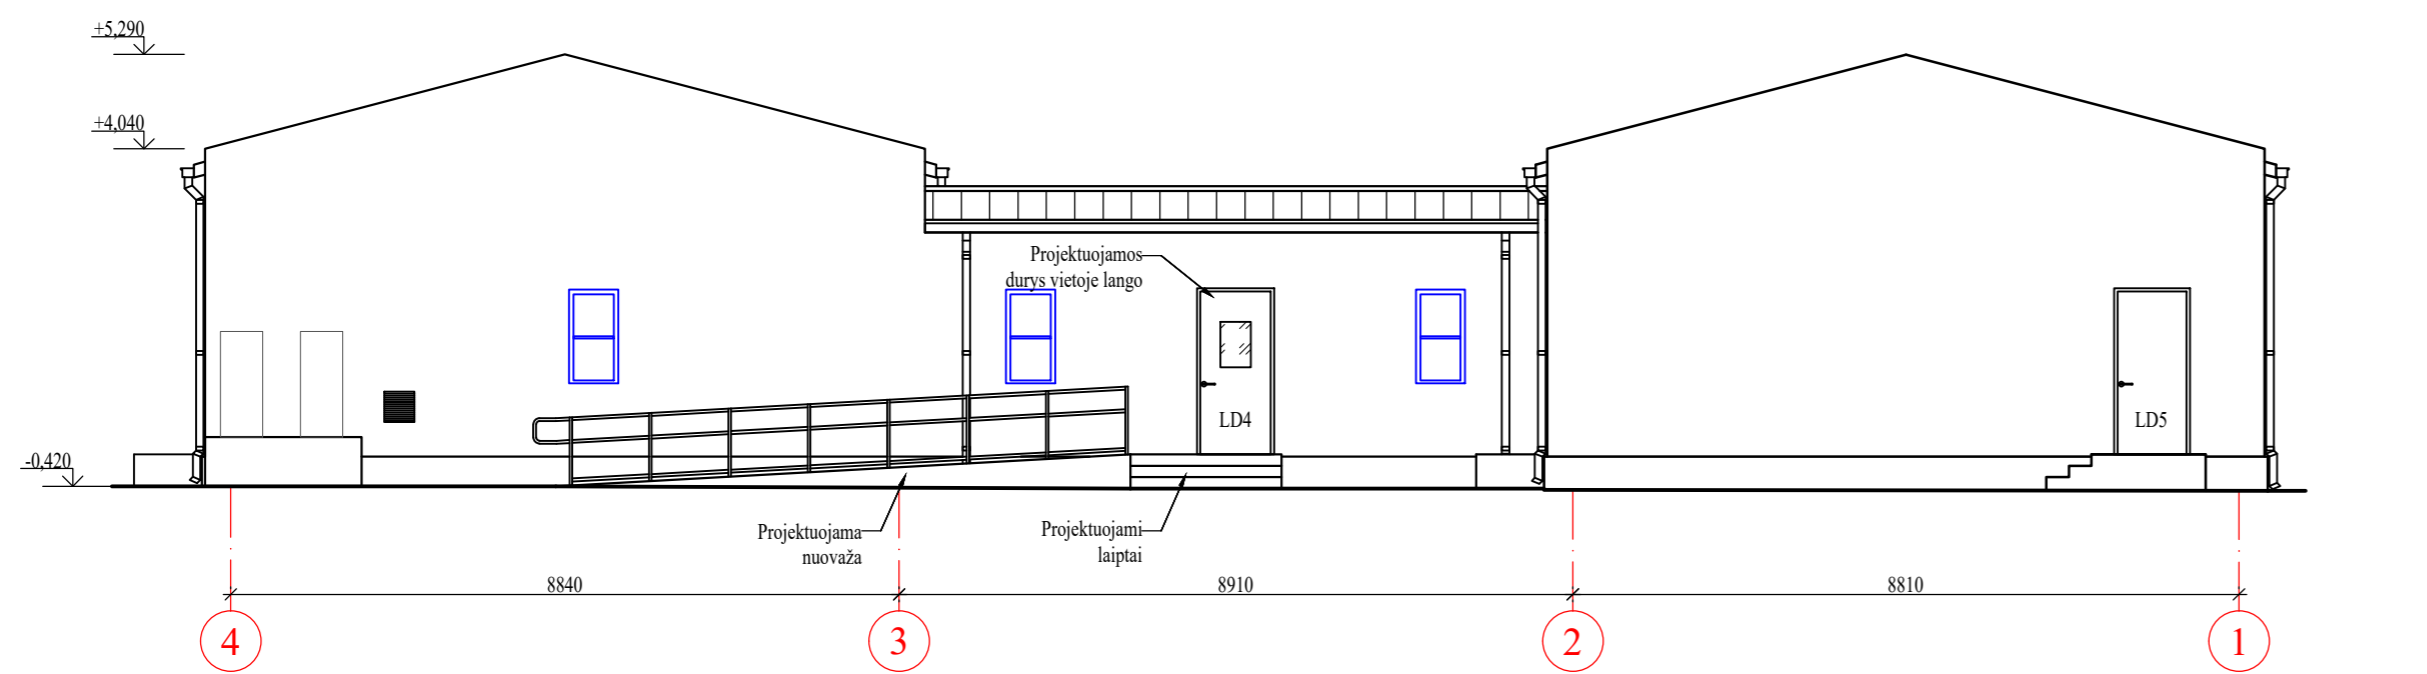 +5,290
+4,040
Projektuojamos
durys vietoje lango
LD4
LD5
-0,420
Projektuojama
nuovaža
Projektuojami
laiptai
8840
8910
8810
4
3
2
1